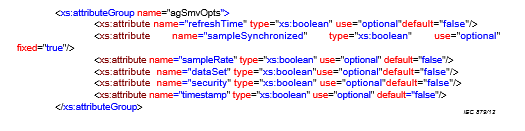 <xs:attributeGroup name="agSmvOpts">
<xs:attribute name="refreshTime" type="xs:boolean" use="optional"default="false"/>
<xs:attribute name="sampleSynchronized" type="xs:boolean" use="optional"
fixed="true"/>
<xs:attribute name="sampleRate" type="xs:boolean" use="optional" default="false"/>
<xs:attribute name="dataSet" type="xs:boolean"use="optional"default="false"/>
<xs:attribute name="security" type="xs:boolean" use="optional"default="false"/>
<xs:attribute name="timestamp" type="xs:boolean" use="optional" default="false"/>
</xs:attributeGroup>
IEC 879/13